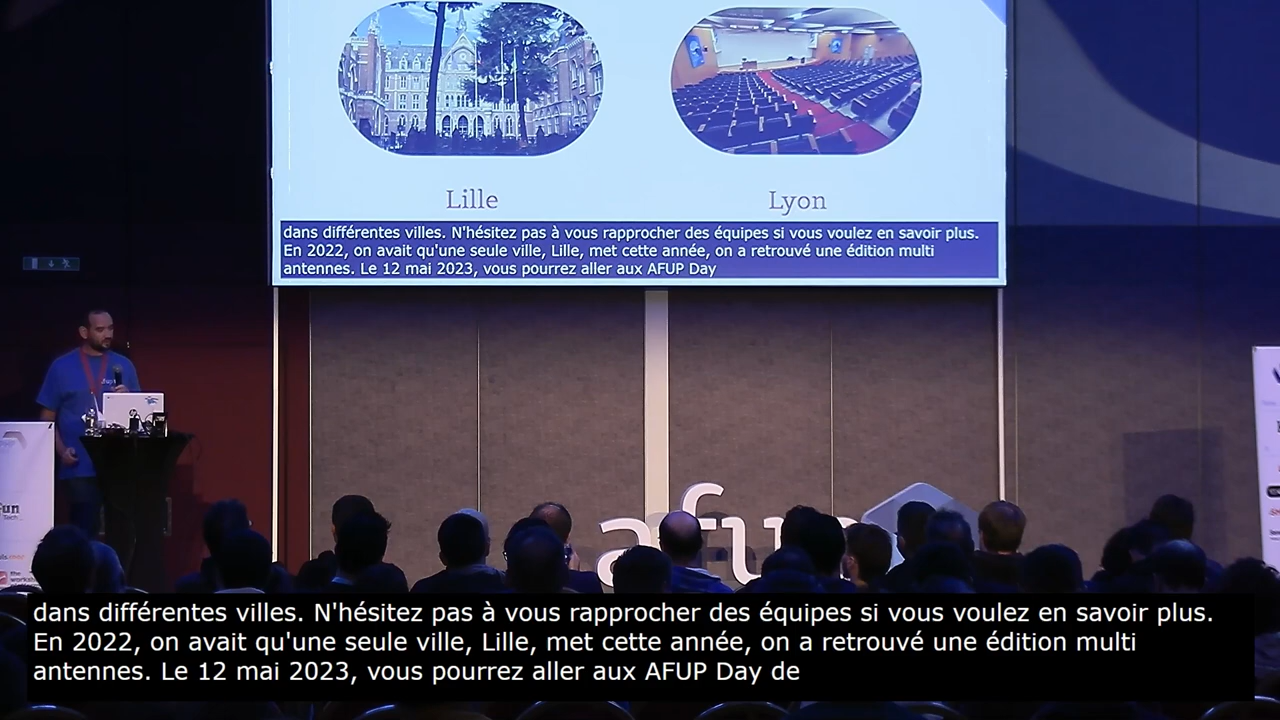 Lille
Lyon
dans différentes villes. N'hésitez pas à vous rapprocher des équipes si vous voulez en savoir plus.
En 2022, on avait qu'une seule ville, Lille, met cette année, on a retrouvé une édition multi
antennes. Le 12 mai 2023, vous pourrez aller aux AFUP Day
afup
dans différentes villes. N'hésitez pas à vous rapprocher des équipes si vous voulez en savoir plus.
En 2022, on avait qu'une seule ville, Lille, met cette année, on a retrouvé une édition multi
antennes. Le 12 mai 2023, vous pourrez aller aux AFUP Day de